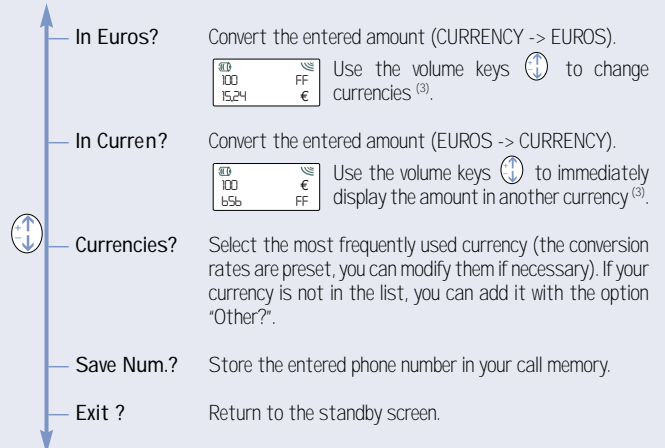 In Euros? Convert the entered amount (CURRENCY -> EUROS).
100 FF
15,24 €
Use the volume keys + - to change
currencies (3).
In Curren? Convert the entered amount (EUROS -> CURRENCY).
100 €
656 FF
Use the volume keys + - to immediately
display the amount in another currency (3).
+
-
Currencies? Select the most frequently used currency (the conversion
rates are preset, you can modify them if necessary). If your
currency is not in the list, you can add it with the option
"Other?".
Save Num.? Store the entered phone number in your call memory.
Exit ? Return to the standby screen.